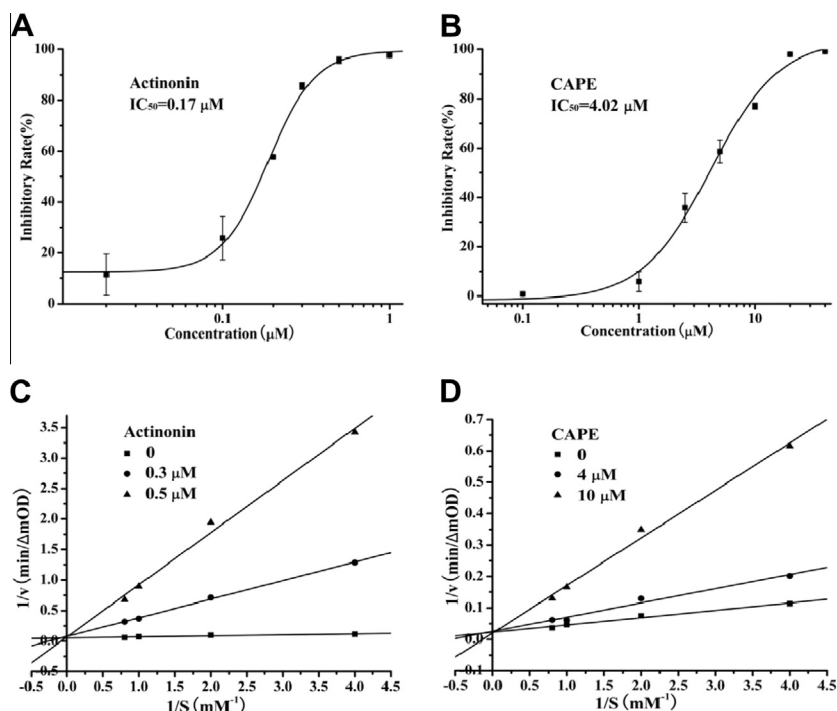 A
100
80
60
40
20
0
Inhibitory Rate(%)
Actinonin
IC₅₀=0.17 μM
0.1
1
Concentration(μM)
B
100
80
60
40
20
0
Inhibitory Rate(%)
CAPE
IC₅₀=4.02 μM
0.1
1
10
Concentration(μM)
C
3.5
3.0
2.5
2.0
1.5
1.0
0.5
0.0
0.5
1/v (min/ΔmOD)
Actinonin
0
0.3 μM
0.5 μM
-0.5 0.0 0.5 1.0 1.5 2.0 2.5 3.0 3.5 4.0 4.5
1/S (mM⁻¹)
D
0.7
0.6
0.5
0.4
0.3
0.2
0.1
0.0
0.1
1/v (min/ΔmOD)
CAPE
0
4 μM
10 μM
-0.5 0.0 0.5 1.0 1.5 2.0 2.5 3.0 3.5 4.0 4.5
1/S (mM⁻¹)